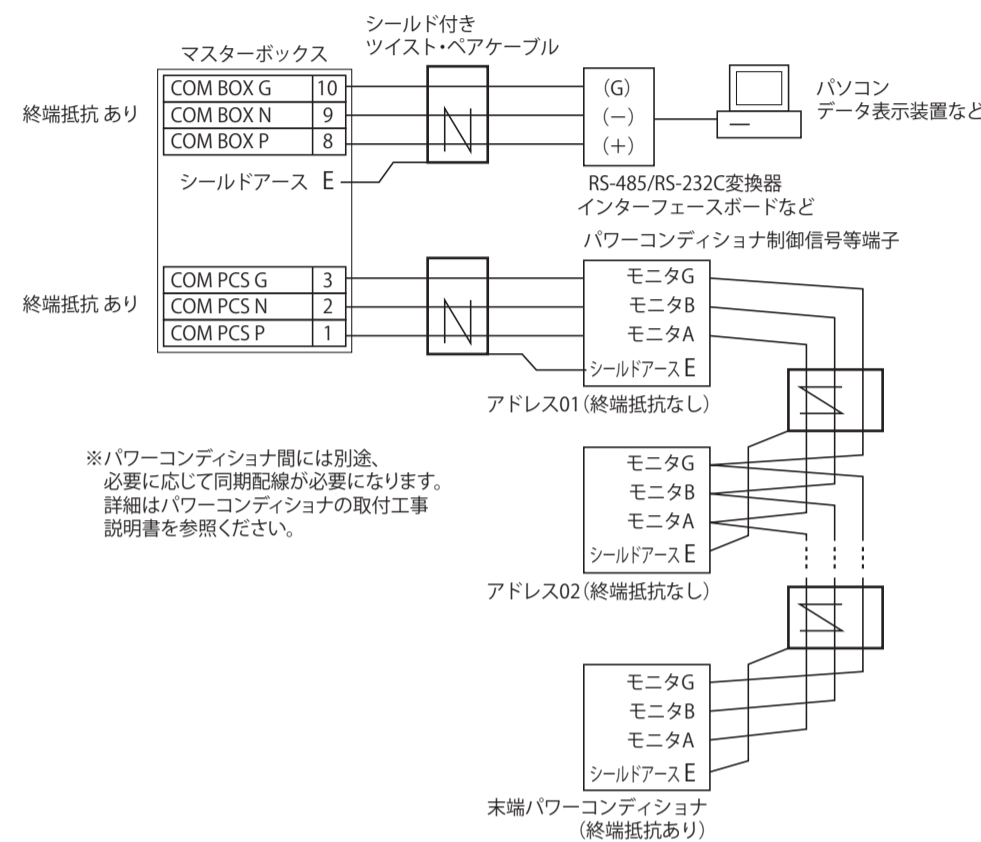 シールド付き
ツイスト・ペアケーブル
マスターボックス
COM BOX G 10
COM BOX N 9
COM BOX P 8
終端抵抗 あり
シールドアース E
(G)
(－)
(＋)
パソコン
データ表示装置など
RS-485/RS-232C変換器
インターフェースボードなど
パワーコンディショナ制御信号等端子
COM PCS G 3
COM PCS N 2
COM PCS P 1
終端抵抗 あり
モニタG
モニタB
モニタA
シールドアース E
アドレス01（終端抵抗なし）
※パワーコンディショナ間には別途、
必要に応じて同期配線が必要になります。
詳細はパワーコンディショナの取付工事
説明書を参照ください。
モニタG
モニタB
モニタA
シールドアース E
アドレス02（終端抵抗なし）
モニタG
モニタB
モニタA
シールドアース E
末端パワーコンディショナ
（終端抵抗あり）